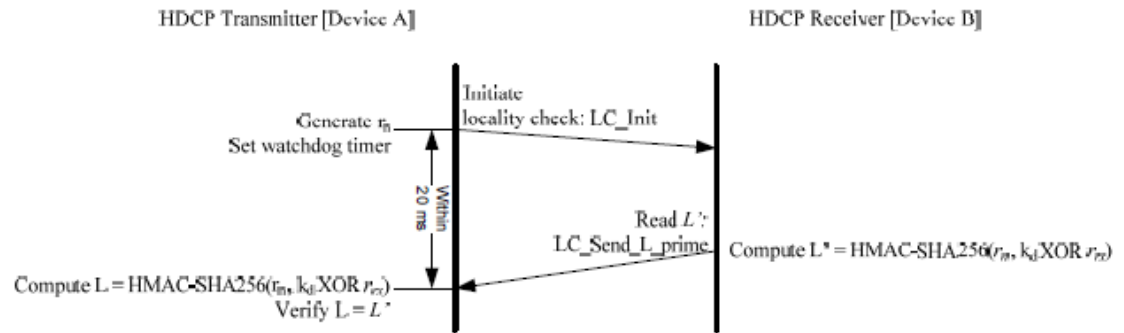 HDCP Transmitter [Device A]
HDCP Receiver [Device B]
Initiate
locality check: LC_Init
Generate rn
Set watchdog timer
Within
20 ms
Read L':
LC_Send_L_prime
Compute L' = HMAC-SHA256(rn, kd XOR rrx)
Compute L = HMAC-SHA256(rn, kd XOR rrx)
Verify L = L'